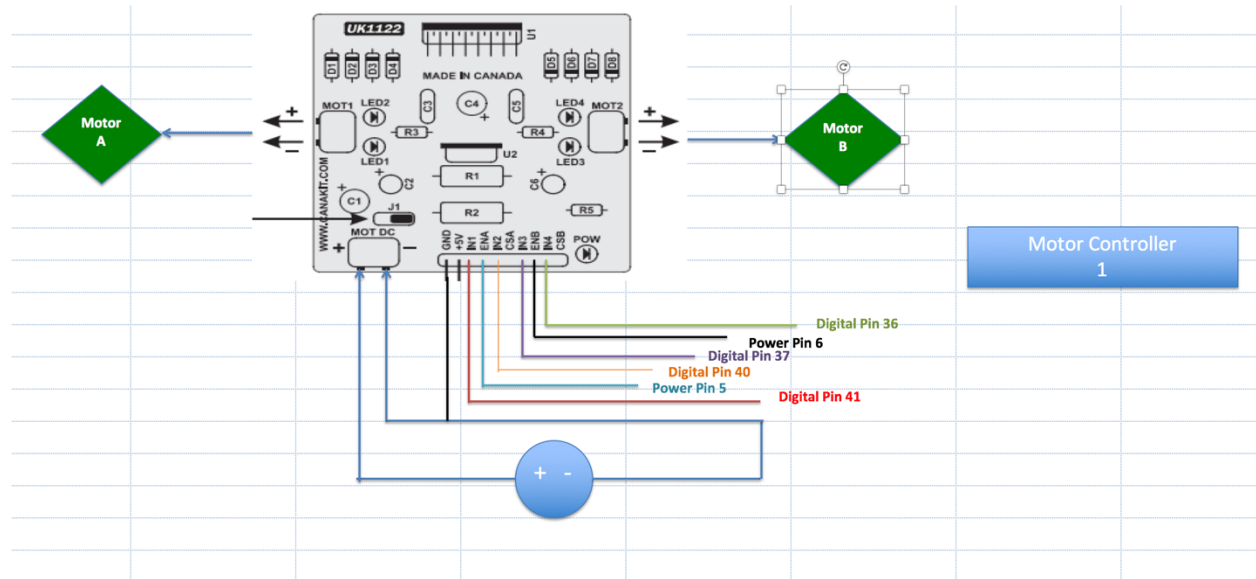 UK1122
U1
D1
D2
D3
D4
D5
D6
D7
D8
MADE IN CANADA
Motor
A
+
−
MOT1
LED2
C3
C4
+
C5
LED4
MOT2
+
−
Motor
B
R3
R4
LED1
U2
LED3
WWW.CANAKIT.COM
+
C2
R1
C6
+
+
C1
J1
R2
R5
MOT DC
+
−
GND
+5V
IN1
ENA
IN2
CSA
IN3
ENB
IN4
CSB
POW
Motor Controller
1
Digital Pin 36
Power Pin 6
Digital Pin 37
Digital Pin 40
Power Pin 5
Digital Pin 41
+ -